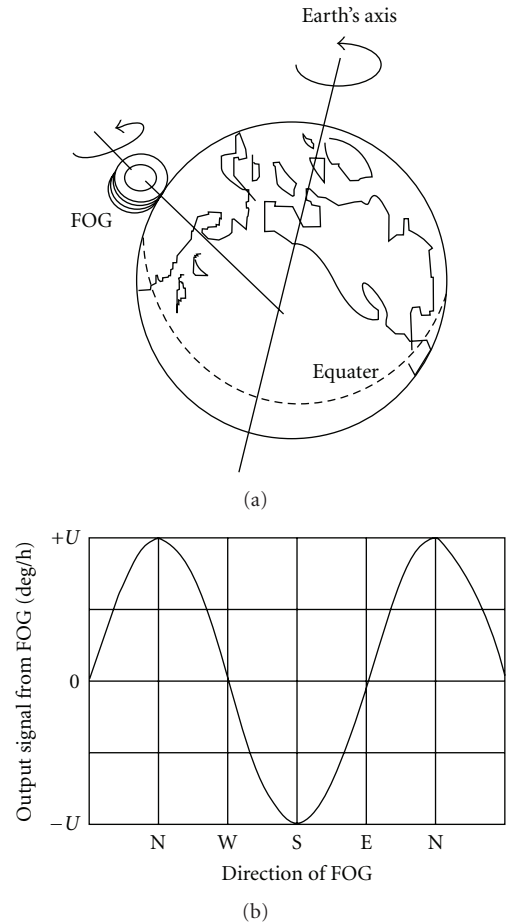 Earth's axis
FOG
Equater
(a)
+U
0
−U
Output signal from FOG (deg/h)
N W S E N
Direction of FOG
(b)